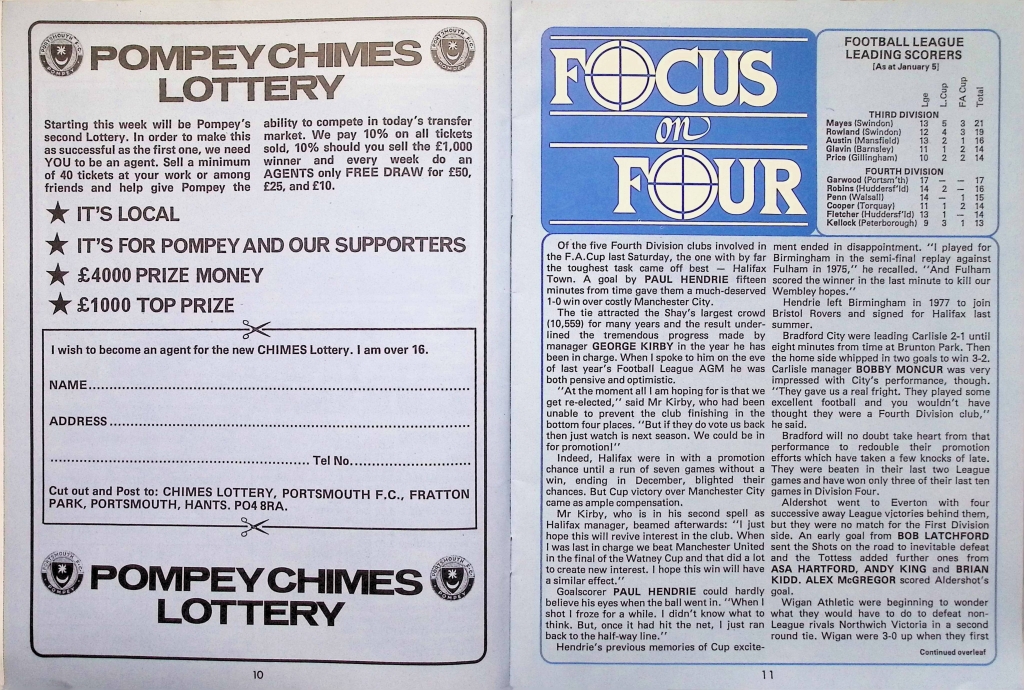 PORTSMOUTH F.C.
POMPEY
POMPEY CHIMES
LOTTERY
PORTSMOUTH F.C.
POMPEY
Starting this week will be Pompey's
second Lottery. In order to make this
as successful as the first one, we need
YOU to be an agent. Sell a minimum
of 40 tickets at your work or among
friends and help give Pompey the
ability to compete in today's transfer
market. We pay 10% on all tickets
sold, 10% should you sell the £1,000
winner and every week do an
AGENTS only FREE DRAW for £50,
£25, and £10.
★ IT'S LOCAL
★ IT'S FOR POMPEY AND OUR SUPPORTERS
★ £4000 PRIZE MONEY
★ £1000 TOP PRIZE
I wish to become an agent for the new CHIMES Lottery. I am over 16.
NAME
ADDRESS
Tel No.
Cut out and Post to: CHIMES LOTTERY, PORTSMOUTH F.C., FRATTON
PARK, PORTSMOUTH, HANTS. PO4 8RA.
PORTSMOUTH F.C.
POMPEY
POMPEY CHIMES
LOTTERY
PORTSMOUTH F.C.
POMPEY
10
FOCUS
on
FOUR
FOOTBALL LEAGUE
LEADING SCORERS
[As at January 5]
Lge L.Cup FA Cup Total
THIRD DIVISION
Mayes (Swindon) 13 5 3 21
Rowland (Swindon) 12 4 3 19
Austin (Mansfield) 13 2 1 16
Glavin (Barnsley) 11 1 2 14
Price (Gillingham) 10 2 2 14
FOURTH DIVISION
Garwood (Portsm'th) 17 — — 17
Robins (Huddersf'ld) 14 2 — 16
Penn (Walsall) 14 — 1 15
Cooper (Torquay) 11 1 2 14
Fletcher (Huddersf'ld) 13 1 — 14
Kellock (Peterborough) 9 3 1 13
Of the five Fourth Division clubs involved in
the F.A.Cup last Saturday, the one with by far
the toughest task came off best — Halifax
Town. A goal by PAUL HENDRIE fifteen
minutes from time gave them a much-deserved
1-0 win over costly Manchester City.
The tie attracted the Shay's largest crowd
(10,559) for many years and the result under-
lined the tremendous progress made by
manager GEORGE KIRBY in the year he has
been in charge. When I spoke to him on the eve
of last year's Football League AGM he was
both pensive and optimistic.
"At the moment all I am hoping for is that we
get re-elected," said Mr Kirby, who had been
unable to prevent the club finishing in the
bottom four places. "But if they do vote us back
then just watch is next season. We could be in
for promotion!"
Indeed, Halifax were in with a promotion
chance until a run of seven games without a
win, ending in December, blighted their
chances. But Cup victory over Manchester City
came as ample compensation.
Mr Kirby, who is in his second spell as
Halifax manager, beamed afterwards: "I just
hope this will revive interest in the club. When
I was last in charge we beat Manchester United
in the final of the Watney Cup and that did a lot
to create new interest. I hope this win will have
a similar effect."
Goalscorer PAUL HENDRIE could hardly
believe his eyes when the ball went in. "When I
shot I froze for a while. I didn't know what to
think. But, once it had hit the net, I just ran
back to the half-way line."
Hendrie's previous memories of Cup excite-
ment ended in disappointment. "I played for
Birmingham in the semi-final replay against
Fulham in 1975," he recalled. "And Fulham
scored the winner in the last minute to kill our
Wembley hopes."
Hendrie left Birmingham in 1977 to join
Bristol Rovers and signed for Halifax last
summer.
Bradford City were leading Carlisle 2-1 until
eight minutes from time at Brunton Park. Then
the home side whipped in two goals to win 3-2.
Carlisle manager BOBBY MONCUR was very
impressed with City's performance, though.
"They gave us a real fright. They played some
excellent football and you wouldn't have
thought they were a Fourth Division club,"
he said.
Bradford will no doubt take heart from that
performance to redouble their promotion
efforts which have taken a few knocks of late.
They were beaten in their last two League
games and have won only three of their last ten
games in Division Four.
Aldershot went to Everton with four
successive away League victories behind them,
but they were no match for the First Division
side. An early goal from BOB LATCHFORD
sent the Shots on the road to inevitable defeat
and the Tottess added further ones from
ASA HARTFORD, ANDY KING and BRIAN
KIDD. ALEX McGREGOR scored Aldershot's
goal.
Wigan Athletic were beginning to wonder
what they would have to do to defeat non-
League rivals Northwich Victoria in a second
round tie. Wigan were 3-0 up when they first
Continued overleaf
11